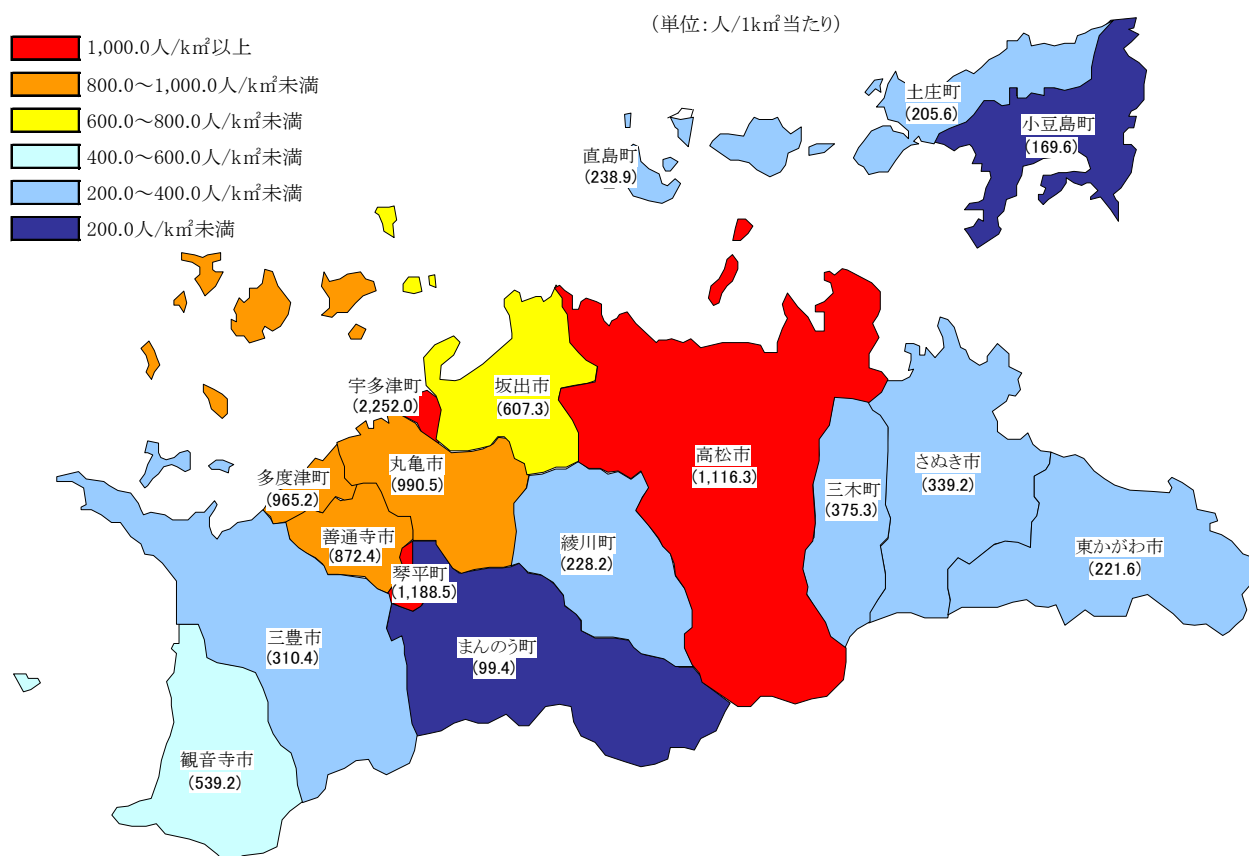 (単位：人/1k㎡当たり)
1,000.0人/k㎡以上
800.0～1,000.0人/k㎡未満
600.0～800.0人/k㎡未満
400.0～600.0人/k㎡未満
200.0～400.0人/k㎡未満
200.0人/k㎡未満
土庄町
(205.6)
小豆島町
(169.6)
直島町
(238.9)
宇多津町
(2,252.0)
坂出市
(607.3)
高松市
(1,116.3)
さぬき市
(339.2)
丸亀市
(990.5)
多度津町
(965.2)
三木町
(375.3)
善通寺市
(872.4)
綾川町
(228.2)
東かがわ市
(221.6)
琴平町
(1,188.5)
三豊市
(310.4)
まんのう町
(99.4)
観音寺市
(539.2)